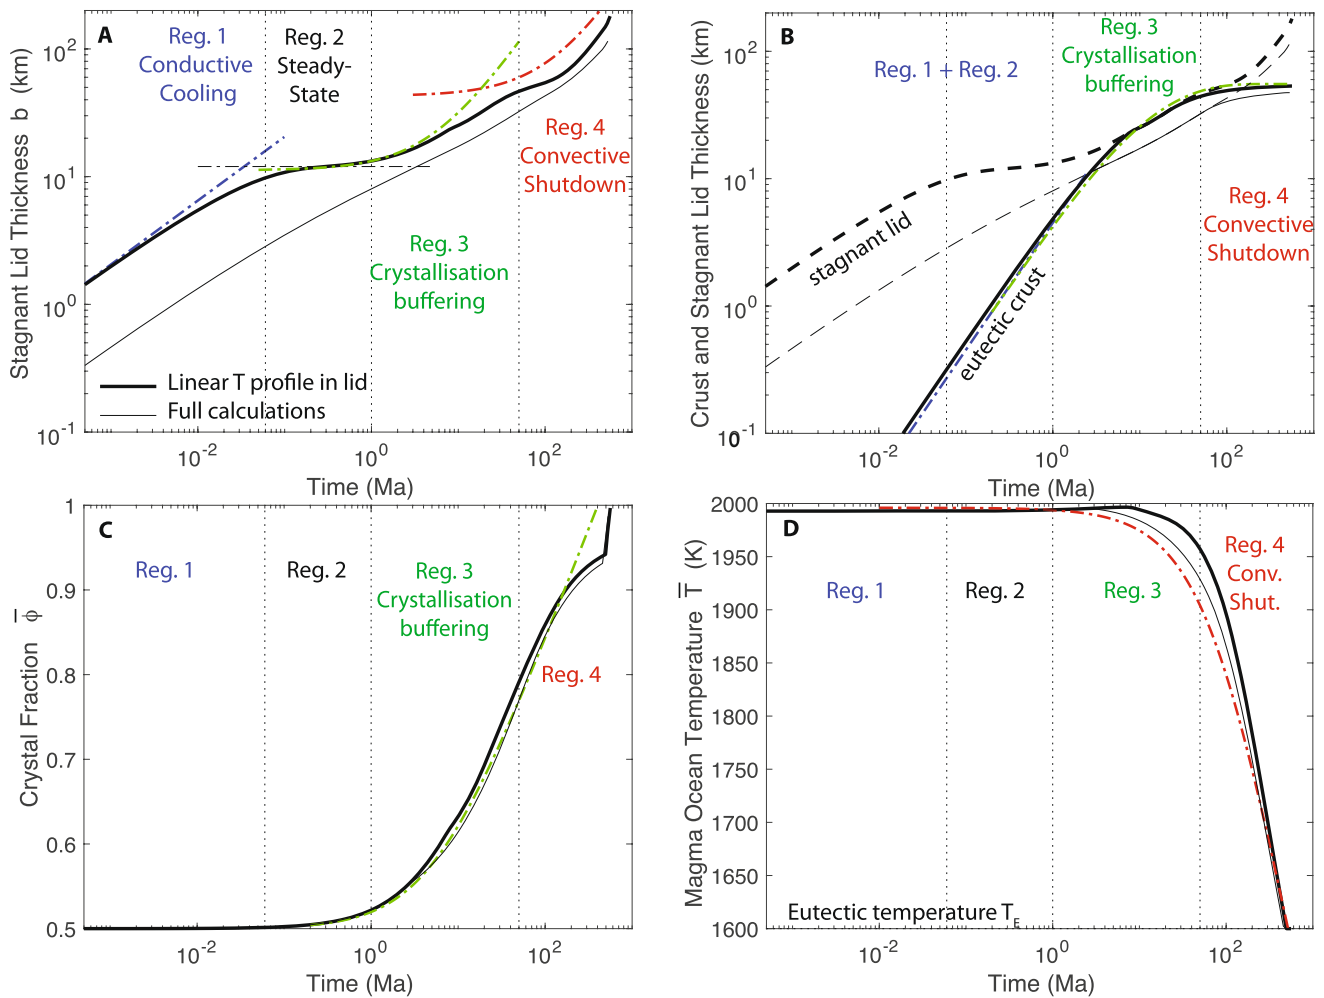 A
Reg. 1
Conductive
Cooling
Reg. 2
Steady-
State
Reg. 4
Convective
Shutdown
Reg. 3
Crystallisation
buffering
Linear T profile in lid
Full calculations
Stagnant Lid Thickness b (km)
10^2
10^1
10^0
10^-1
10^-2
10^0
10^2
Time (Ma)
B
Reg. 1 + Reg. 2
Reg. 3
Crystallisation
buffering
Reg. 4
Convective
Shutdown
stagnant lid
eutectic crust
Crust and Stagnant Lid Thickness (km)
10^2
10^1
10^0
10^-1
0
10^-2
10^0
10^2
Time (Ma)
C
Reg. 1
Reg. 2
Reg. 3
Crystallisation
buffering
Reg. 4
Crystal Fraction ϕ̅
1
0.9
0.8
0.7
0.6
0.5
10^-2
10^0
10^2
Time (Ma)
D
Reg. 1
Reg. 2
Reg. 3
Reg. 4
Conv.
Shut.
Eutectic temperature T_E
Magma Ocean Temperature T̅ (K)
2000
1950
1900
1850
1800
1750
1700
1650
1600
10^-2
10^0
10^2
Time (Ma)